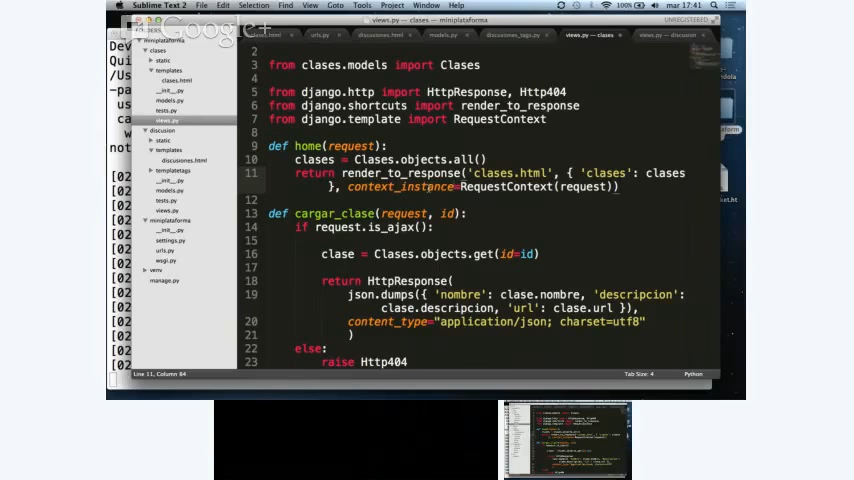 Sublime Text 2 File Edit Selection Find View Goto Tools Project Window Help 100% mar 17:41
views.py — clases — miniplataforma UNREGISTERED
Google+
urls.py discusiones.html models.py discusiones_tags.py views.py — clases views.py — discusion
miniplataforma
clases
static
templates
clases.html
__init__.py
models.py
tests.py
views.py
discusion
static
templates
discusiones.html
templatetags
__init__.py
models.py
tests.py
views.py
miniplataforma
__init__.py
settings.py
urls.py
wsgi.py
venv
manage.py
2
3 from clases.models import Clases
4
5 from django.http import HttpResponse, Http404
6 from django.shortcuts import render_to_response
7 from django.template import RequestContext
8
9 def home(request):
10 clases = Clases.objects.all()
11 return render_to_response('clases.html', { 'clases': clases
}, context_instance=RequestContext(request))
12
13 def cargar_clase(request, id):
14 if request.is_ajax():
15
16 clase = Clases.objects.get(id=id)
17
18 return HttpResponse(
19 json.dumps({ 'nombre': clase.nombre, 'descripcion':
clase.descripcion, 'url': clase.url }),
20 content_type="application/json; charset=utf8"
21 )
22 else:
23 raise Http404
Line 11, Column 84 Tab Size: 4 Python